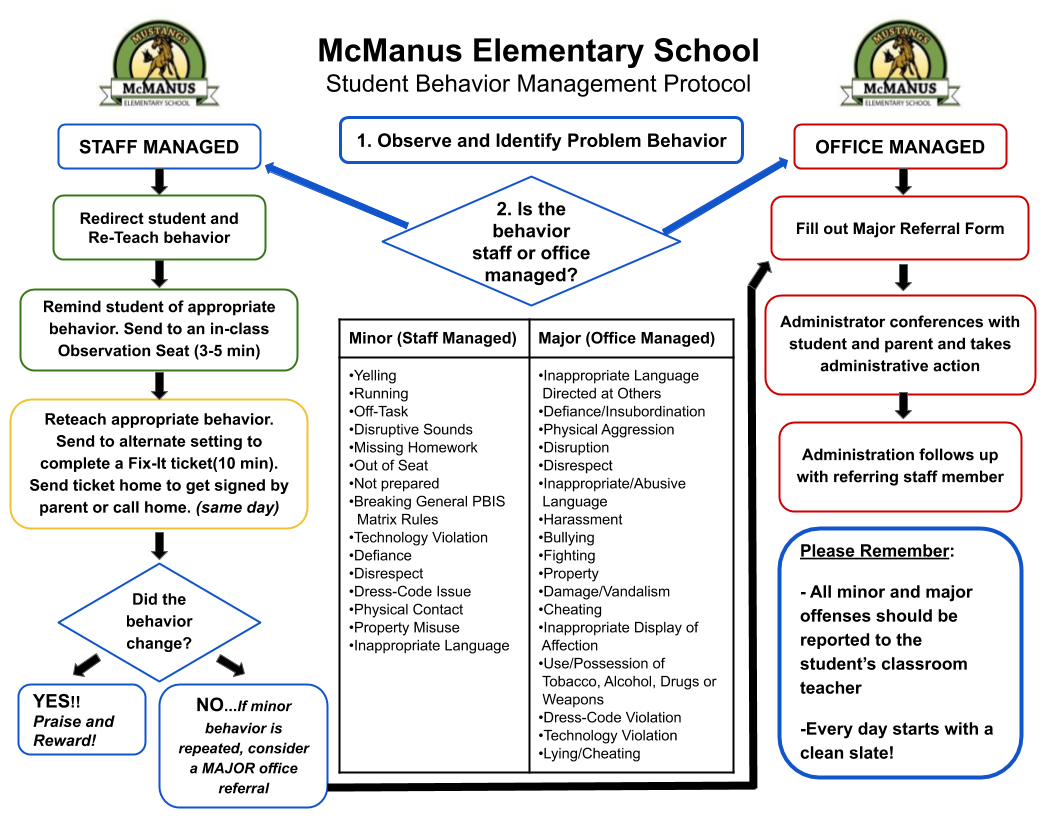 MUSTANGS
McMANUS
ELEMENTARY SCHOOL
McManus Elementary School
Student Behavior Management Protocol
MUSTANGS
McMANUS
ELEMENTARY SCHOOL
STAFF MANAGED
1. Observe and Identify Problem Behavior
OFFICE MANAGED
2. Is the
behavior
staff or office
managed?
Redirect student and
Re-Teach behavior
Remind student of appropriate
behavior. Send to an in-class
Observation Seat (3-5 min)
Reteach appropriate behavior.
Send to alternate setting to
complete a Fix-It ticket(10 min).
Send ticket home to get signed by
parent or call home. (same day)
Did the
behavior
change?
YES!!
Praise and
Reward!
NO...If minor
behavior is
repeated, consider
a MAJOR office
referral
Minor (Staff Managed)
•Yelling
•Running
•Off-Task
•Disruptive Sounds
•Missing Homework
•Out of Seat
•Not prepared
•Breaking General PBIS
Matrix Rules
•Technology Violation
•Defiance
•Disrespect
•Dress-Code Issue
•Physical Contact
•Property Misuse
•Inappropriate Language
Major (Office Managed)
•Inappropriate Language
Directed at Others
•Defiance/Insubordination
•Physical Aggression
•Disruption
•Disrespect
•Inappropriate/Abusive
Language
•Harassment
•Bullying
•Fighting
•Property
•Damage/Vandalism
•Cheating
•Inappropriate Display of
Affection
•Use/Possession of
Tobacco, Alcohol, Drugs or
Weapons
•Dress-Code Violation
•Technology Violation
•Lying/Cheating
Fill out Major Referral Form
Administrator conferences with
student and parent and takes
administrative action
Administration follows up
with referring staff member
Please Remember:
- All minor and major
offenses should be
reported to the
student's classroom
teacher
-Every day starts with a
clean slate!